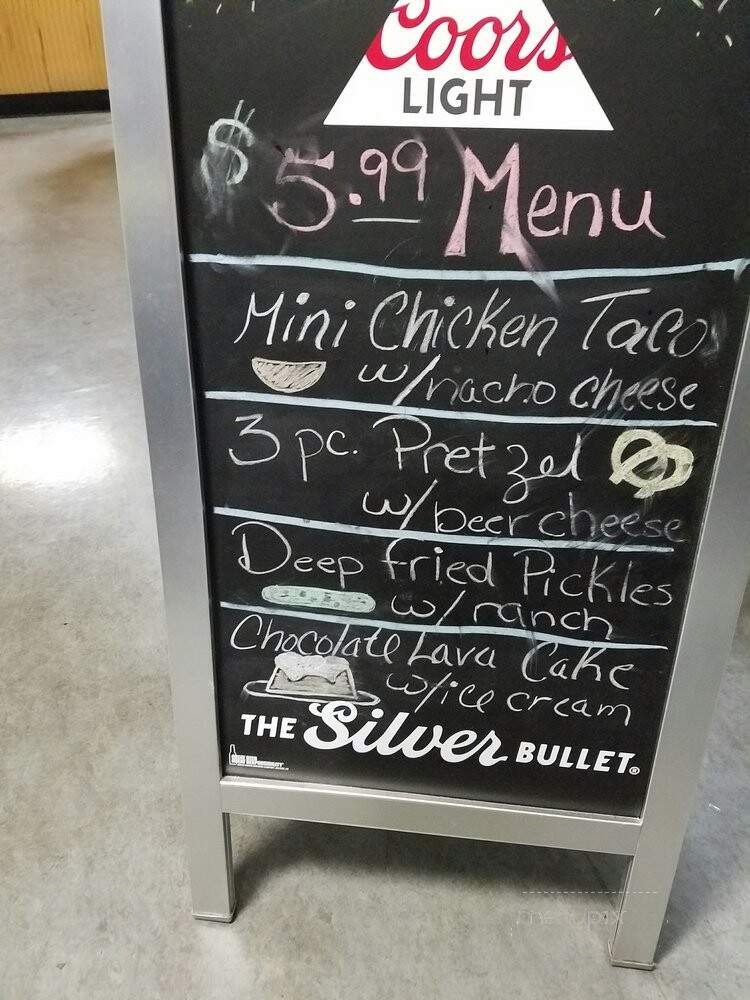 Coors
LIGHT
$5.99 Menu
Mini Chicken Taco
w/nacho cheese
3 pc. Pretzel
w/beer cheese
Deep fried Pickles
w/ranch
Chocolate Lava Cake
w/ice cream
THE Silver BULLET®
menupix